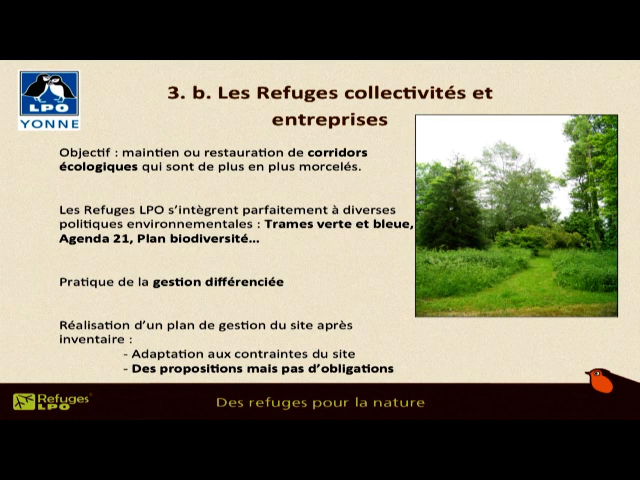 LPO
YONNE
3. b. Les Refuges collectivités et
entreprises
Objectif : maintien ou restauration de corridors
écologiques qui sont de plus en plus morcelés.
Les Refuges LPO s'intègrent parfaitement à diverses
politiques environnementales : Trames verte et bleue,
Agenda 21, Plan biodiversité...
Pratique de la gestion différenciée
Réalisation d'un plan de gestion du site après
inventaire :
- Adaptation aux contraintes du site
- Des propositions mais pas d'obligations
Refuges
LPO
Des refuges pour la nature